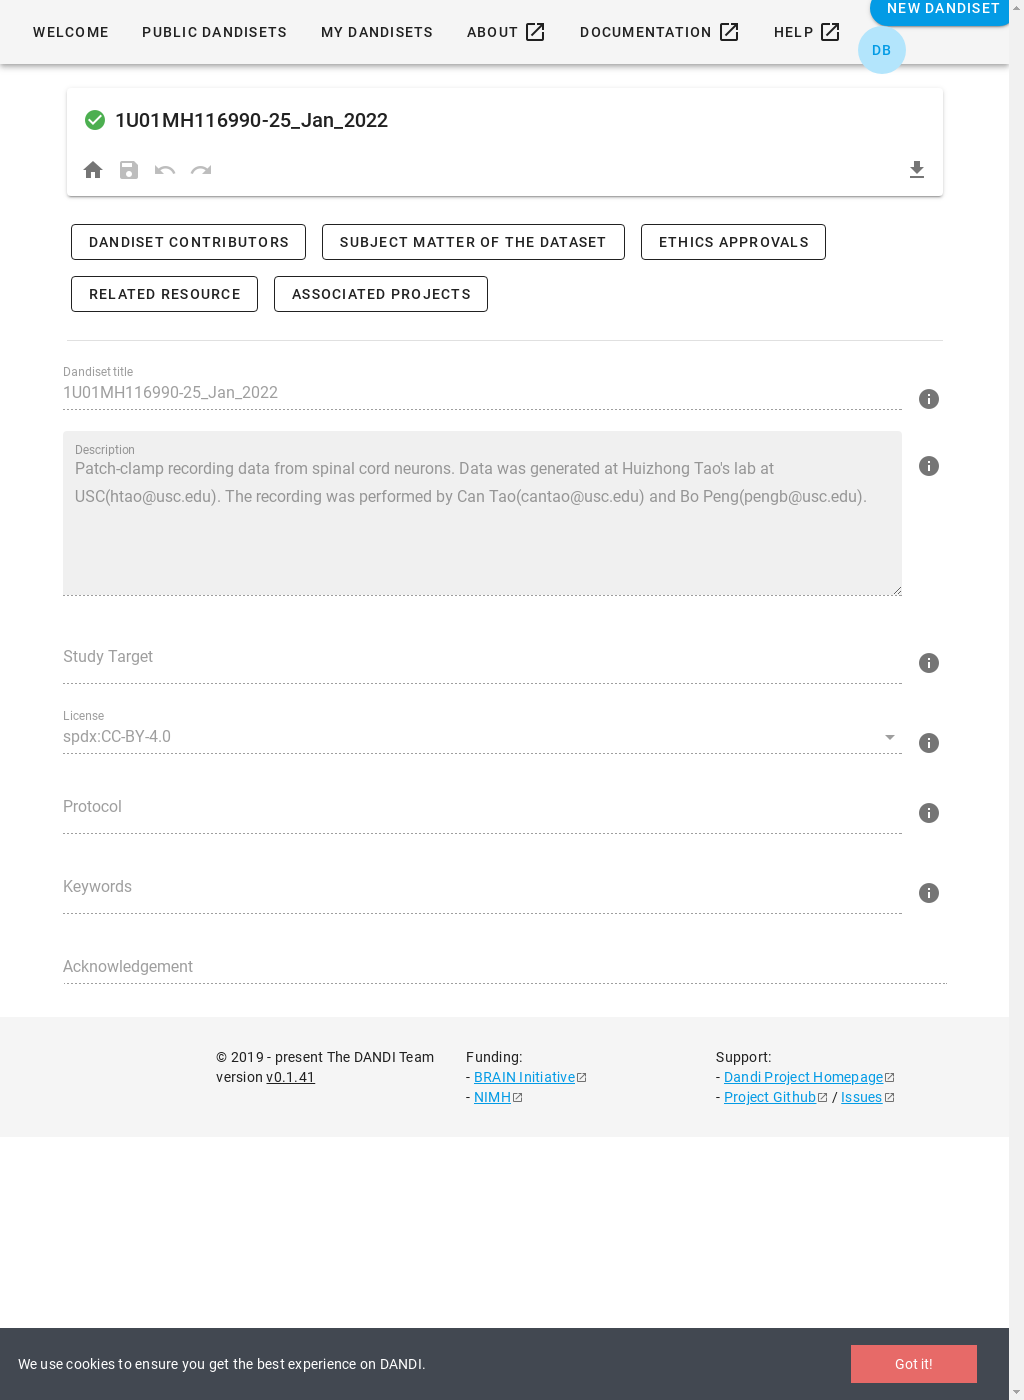 NEW DANDISET
WELCOME PUBLIC DANDISETS MY DANDISETS ABOUT DOCUMENTATION HELP
DB
1U01MH116990-25_Jan_2022
DANDISET CONTRIBUTORS SUBJECT MATTER OF THE DATASET ETHICS APPROVALS
RELATED RESOURCE ASSOCIATED PROJECTS
Dandiset title
1U01MH116990-25_Jan_2022
Description
Patch-clamp recording data from spinal cord neurons. Data was generated at Huizhong Tao's lab at
USC(htao@usc.edu). The recording was performed by Can Tao(cantao@usc.edu) and Bo Peng(pengb@usc.edu).
Study Target
License
spdx:CC-BY-4.0
Protocol
Keywords
Acknowledgement
© 2019 - present The DANDI Team
version v0.1.41
Funding:
- BRAIN Initiative
- NIMH
Support:
- Dandi Project Homepage
- Project Github / Issues
We use cookies to ensure you get the best experience on DANDI.
Got it!